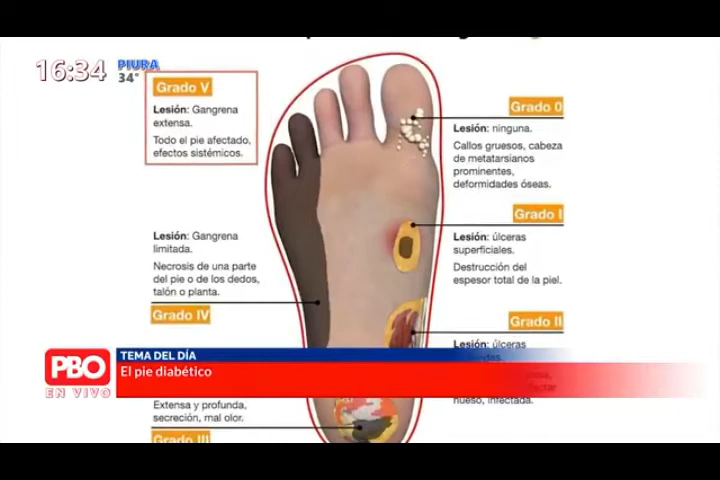 16:34
PIURA
34°
Grado V
Lesión: Gangrena
extensa.
Todo el pie afectado,
efectos sistémicos.
Lesión: Gangrena
limitada.
Necrosis de una parte
del pie o de los dedos,
talón o planta.
Grado IV
Grado 0
Lesión: ninguna.
Callos gruesos, cabeza
de metatarsianos
prominentes,
deformidades óseas.
Grado I
Lesión: úlceras
superficiales.
Destrucción del
espesor total de la piel.
Grado II
Lesión: úlceras
hueso, infectada.
PBO
EN VIVO
TEMA DEL DÍA
El pie diabético
Extensa y profunda,
secreción, mal olor.
Grado III